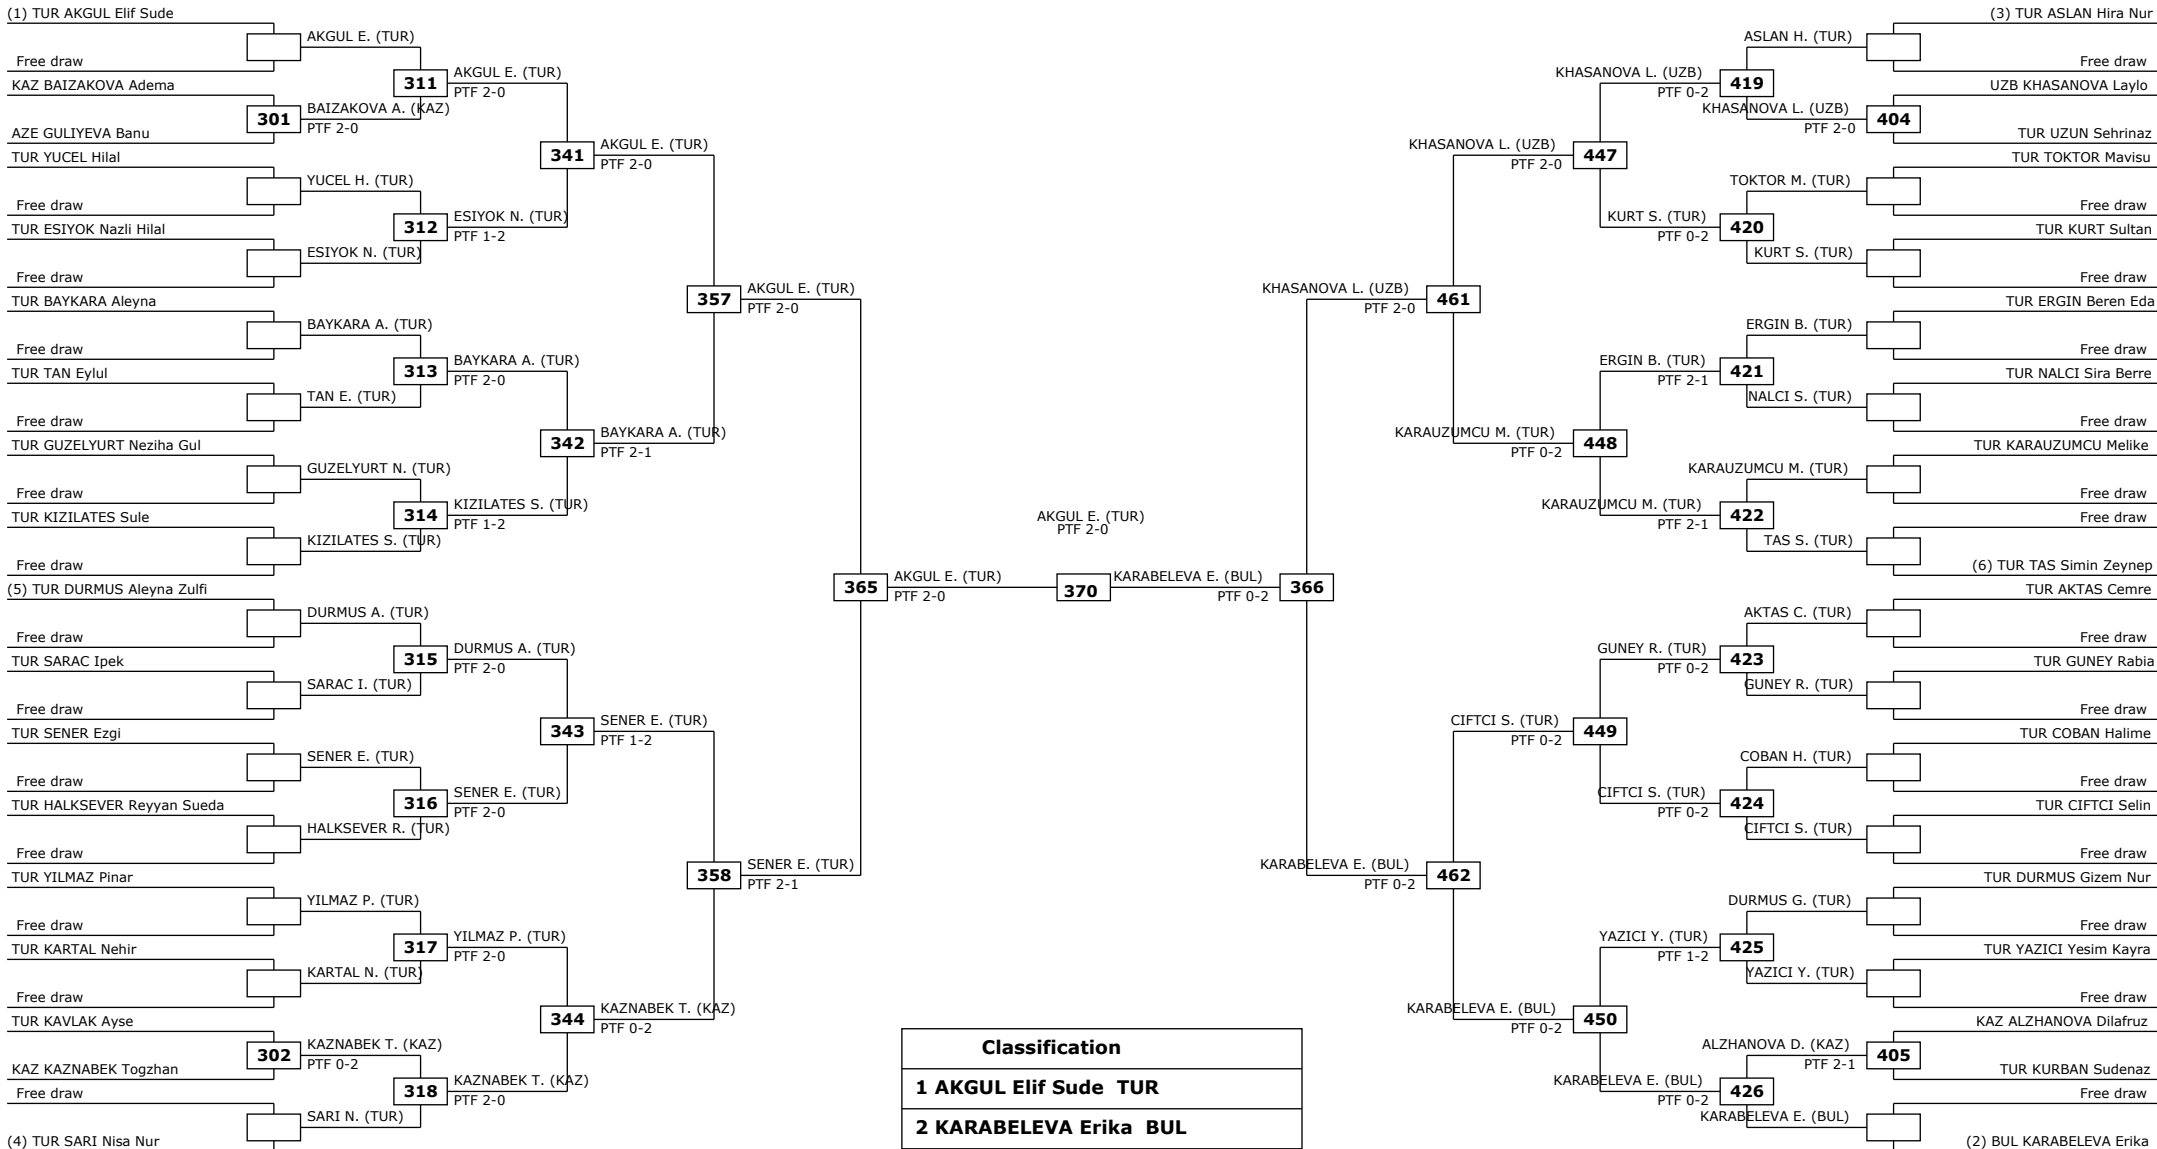 (1) TUR AKGUL Elif Sude
Free draw
KAZ BAIZAKOVA Adema
AZE GULIYEVA Banu
TUR YUCEL Hilal
Free draw
TUR ESIYOK Nazli Hilal
Free draw
TUR BAYKARA Aleyna
Free draw
TUR TAN Eylul
Free draw
TUR GUZELYURT Neziha Gul
Free draw
TUR KIZILATES Sule
Free draw
(5) TUR DURMUS Aleyna Zulfi
Free draw
TUR SARAC Ipek
Free draw
TUR SENER Ezgi
Free draw
TUR HALKSEVER Reyyan Sueda
Free draw
TUR YILMAZ Pinar
Free draw
TUR KARTAL Nehir
Free draw
TUR KAVLAK Ayse
KAZ KAZNABEK Togzhan
Free draw
(4) TUR SARI Nisa Nur
AKGUL E. (TUR)
301
BAIZAKOVA A. (KAZ)
PTF 2-0
YUCEL H. (TUR)
ESIYOK N. (TUR)
BAYKARA A. (TUR)
TAN E. (TUR)
GUZELYURT N. (TUR)
KIZILATES S. (TUR)
DURMUS A. (TUR)
SARAC I. (TUR)
SENER E. (TUR)
HALKSEVER R. (TUR)
YILMAZ P. (TUR)
KARTAL N. (TUR)
302
KAZNABEK T. (KAZ)
PTF 0-2
SARI N. (TUR)
311
AKGUL E. (TUR)
PTF 2-0
312
ESIYOK N. (TUR)
PTF 1-2
313
BAYKARA A. (TUR)
PTF 2-0
314
KIZILATES S. (TUR)
PTF 1-2
315
DURMUS A. (TUR)
PTF 2-0
316
SENER E. (TUR)
PTF 2-0
317
YILMAZ P. (TUR)
PTF 2-0
318
KAZNABEK T. (KAZ)
PTF 2-0
341
AKGUL E. (TUR)
PTF 2-0
342
BAYKARA A. (TUR)
PTF 2-1
343
SENER E. (TUR)
PTF 1-2
344
KAZNABEK T. (KAZ)
PTF 0-2
357
AKGUL E. (TUR)
PTF 2-0
358
SENER E. (TUR)
PTF 2-1
365
AKGUL E. (TUR)
PTF 2-0
AKGUL E. (TUR)
PTF 2-0
370
KARABELEVA E. (BUL)
PTF 0-2
366
KHASANOVA L. (UZB)
PTF 2-0
461
KARABELEVA E. (BUL)
PTF 0-2
462
KHASANOVA L. (UZB)
PTF 2-0
447
KARAUZUMCU M. (TUR)
PTF 0-2
448
CIFTCI S. (TUR)
PTF 0-2
449
KARABELEVA E. (BUL)
PTF 0-2
450
KHASANOVA L. (UZB)
PTF 0-2
419
KURT S. (TUR)
PTF 0-2
420
ERGIN B. (TUR)
PTF 2-1
421
KARAUZUMCU M. (TUR)
PTF 2-1
422
GUNEY R. (TUR)
PTF 0-2
423
CIFTCI S. (TUR)
PTF 0-2
424
YAZICI Y. (TUR)
PTF 1-2
425
KARABELEVA E. (BUL)
PTF 0-2
426
ASLAN H. (TUR)
KHASANOVA L. (UZB)
PTF 2-0
404
TOKTOR M. (TUR)
KURT S. (TUR)
ERGIN B. (TUR)
NALCI S. (TUR)
KARAUZUMCU M. (TUR)
TAS S. (TUR)
AKTAS C. (TUR)
GUNEY R. (TUR)
COBAN H. (TUR)
CIFTCI S. (TUR)
DURMUS G. (TUR)
YAZICI Y. (TUR)
ALZHANOVA D. (KAZ)
PTF 2-1
405
KARABELEVA E. (BUL)
(3) TUR ASLAN Hira Nur
Free draw
UZB KHASANOVA Laylo
TUR UZUN Sehrinaz
TUR TOKTOR Mavisu
Free draw
TUR KURT Sultan
Free draw
TUR ERGIN Beren Eda
Free draw
TUR NALCI Sira Berre
Free draw
TUR KARAUZUMCU Melike
Free draw
Free draw
(6) TUR TAS Simin Zeynep
TUR AKTAS Cemre
Free draw
TUR GUNEY Rabia
Free draw
TUR COBAN Halime
Free draw
TUR CIFTCI Selin
Free draw
TUR DURMUS Gizem Nur
Free draw
TUR YAZICI Yesim Kayra
Free draw
KAZ ALZHANOVA Dilafruz
TUR KURBAN Sudenaz
Free draw
(2) BUL KARABELEVA Erika
Classification
1 AKGUL Elif Sude TUR
2 KARABELEVA Erika BUL